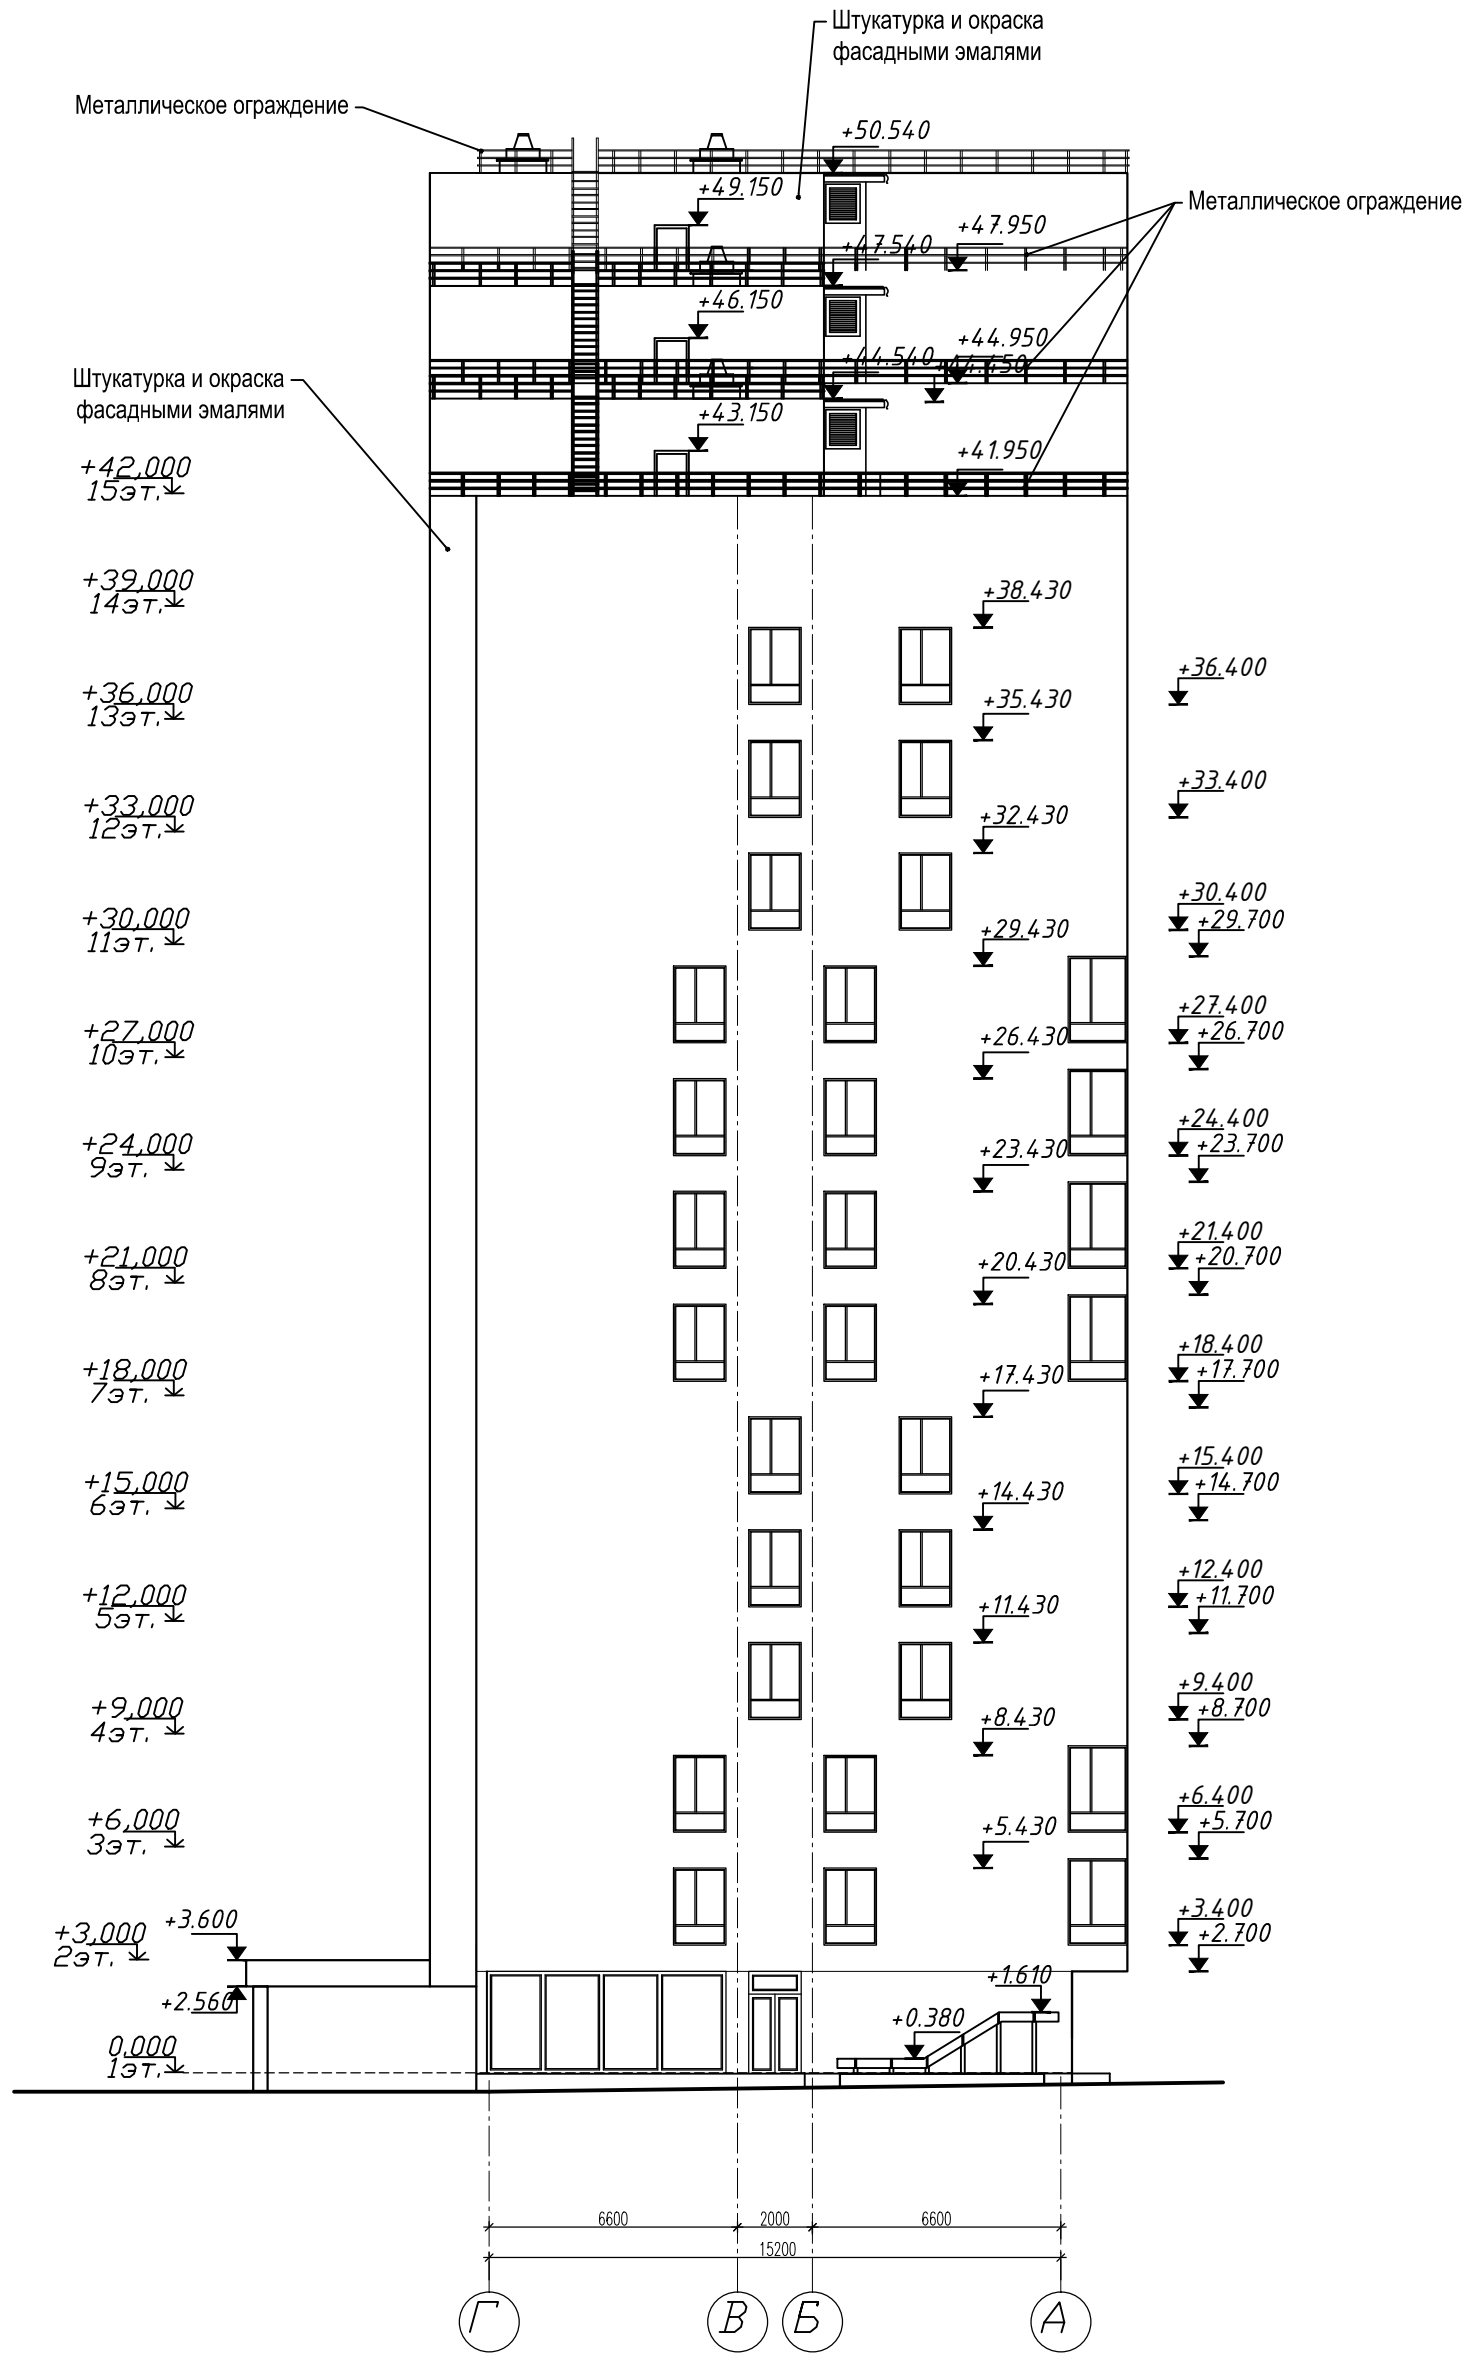 Штукатурка и окраска
фасадными эмалями
Металлическое ограждение
+50.540
+49.150
Металлическое ограждение
+47.950
+47.540
+46.150
+44.950
+44.540
Штукатурка и окраска
фасадными эмалями
+43.150
+41.950
+42,000
15эт.
+39,000
14эт.
+38.430
+36.400
+36,000
13эт.
+35.430
+33.400
+33,000
12эт.
+32.430
+30.400
+30,000
11эт.
+29.700
+29.430
+27.400
+27,000
10эт.
+26.700
+26.430
+24.400
+24,000
9эт.
+23.700
+23.430
+21.400
+21,000
8эт.
+20.700
+20.430
+18.400
+18,000
7эт.
+17.700
+17.430
+15.400
+15,000
6эт.
+14.700
+14.430
+12.400
+12,000
5эт.
+11.700
+11.430
+9.400
+9,000
4эт.
+8.700
+8.430
+6.400
+6,000
3эт.
+5.700
+5.430
+3.400
+3.600
+3,000
2эт.
+2.700
+1.610
+2.560
+0.380
0,000
1эт.
6600 2000 6600
15200
Г В Б А